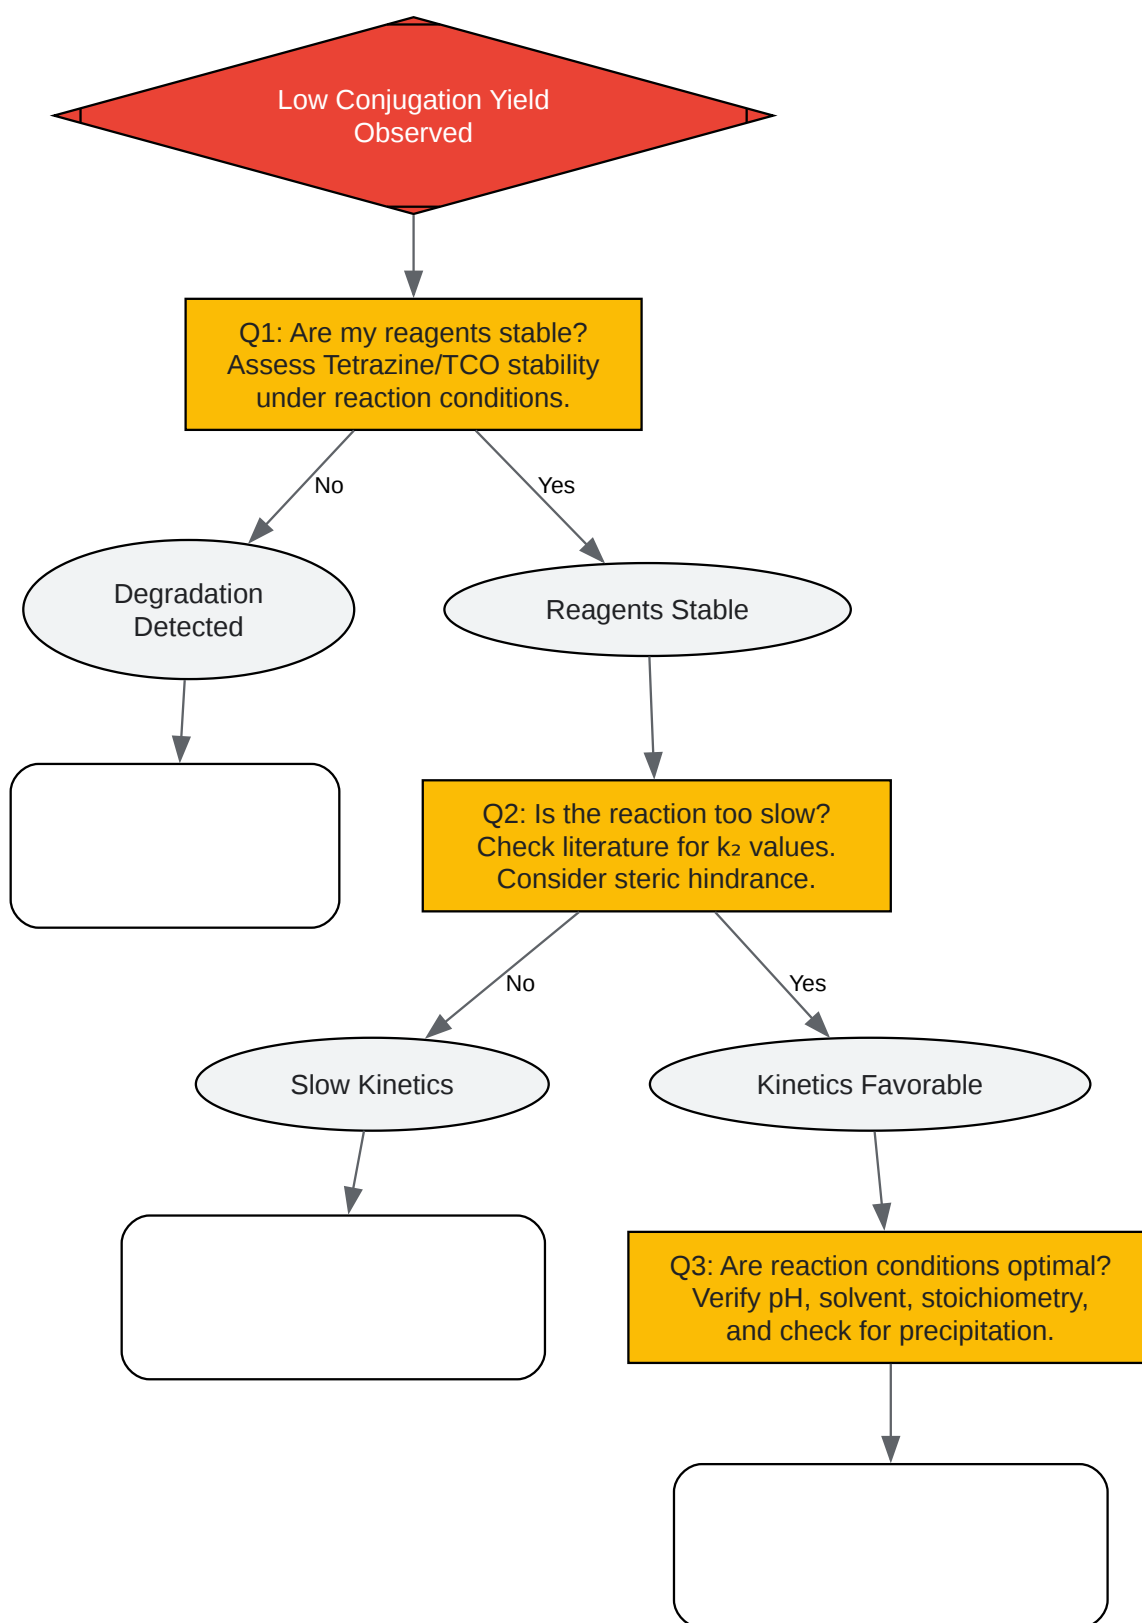 Low Conjugation Yield
Observed
Q1: Are my reagents stable?
Assess Tetrazine/TCO stability
under reaction conditions.
No
Yes
Degradation
Detected
Reagents Stable
Q2: Is the reaction too slow?
Check literature for k₂ values.
Consider steric hindrance.
No
Yes
Slow Kinetics
Kinetics Favorable
Q3: Are reaction conditions optimal?
Verify pH, solvent, stoichiometry,
and check for precipitation.